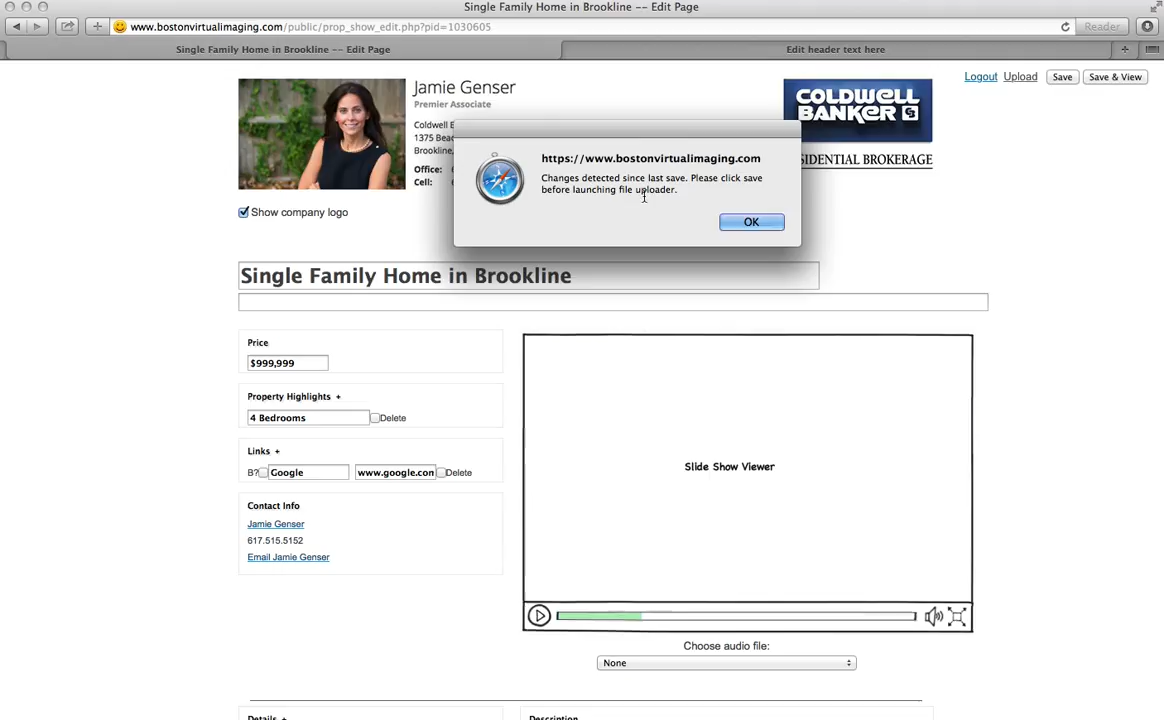 Single Family Home in Brookline -- Edit Page
www.bostonvirtualimaging.com/public/prop_show_edit.php?pid=1030605
Reader
Single Family Home in Brookline -- Edit Page
Edit header text here
Logout Upload Save Save & View
Jamie Genser
Premier Associate
Coldwell
1375
Brookline,
Office:
Cell:
COLDWELL
BANKER
IDENTIAL BROKERAGE
https://www.bostonvirtualimaging.com
Changes detected since last save. Please click save
before launching file uploader.
OK
Show company logo
Single Family Home in Brookline
Price
$999,999
Property Highlights +
4 Bedrooms Delete
Links +
B? Google www.google.con Delete
Contact Info
Jamie Genser
617.515.5152
Email Jamie Genser
Slide Show Viewer
Choose audio file:
None
Details +
Description